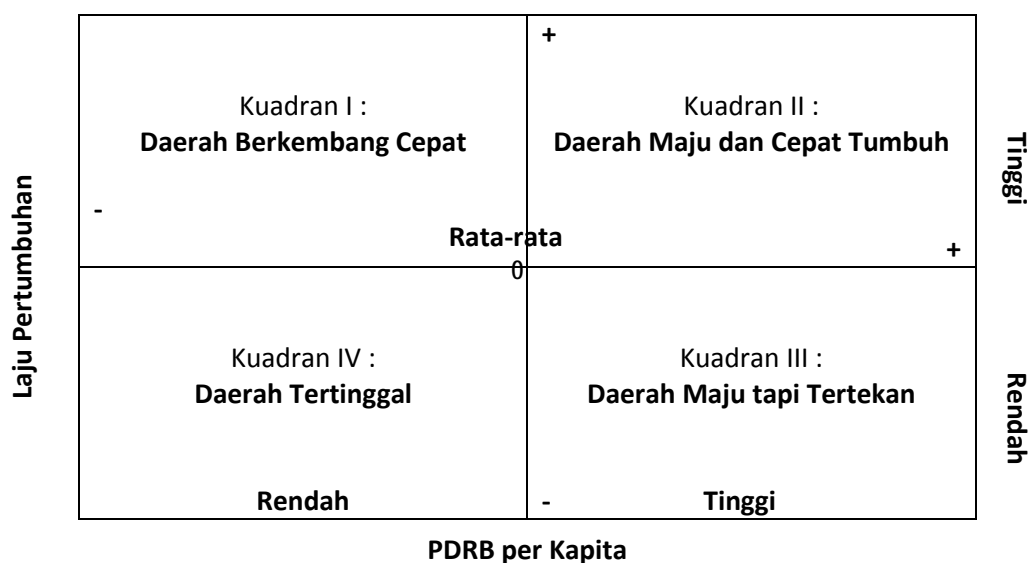 +
Kuadran I :
Daerah Berkembang Cepat
Kuadran II :
Daerah Maju dan Cepat Tumbuh
Tinggi
Laju Pertumbuhan
-
Rata-rata
+
0
Kuadran IV :
Daerah Tertinggal
Kuadran III :
Daerah Maju tapi Tertekan
Rendah
Rendah
-
Tinggi
PDRB per Kapita